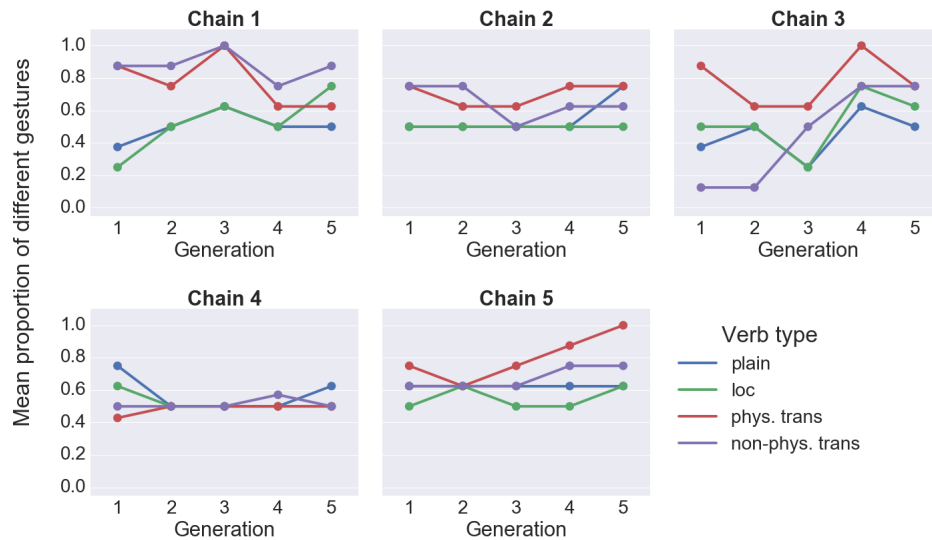 Mean proportion of different gestures
Chain 1
1.0
0.8
0.6
0.4
0.2
0.0
1 2 3 4 5
Generation
Chain 2
1 2 3 4 5
Generation
Chain 3
1 2 3 4 5
Generation
Chain 4
1.0
0.8
0.6
0.4
0.2
0.0
1 2 3 4 5
Generation
Chain 5
1 2 3 4 5
Generation
Verb type
plain
loc
phys. trans
non-phys. trans